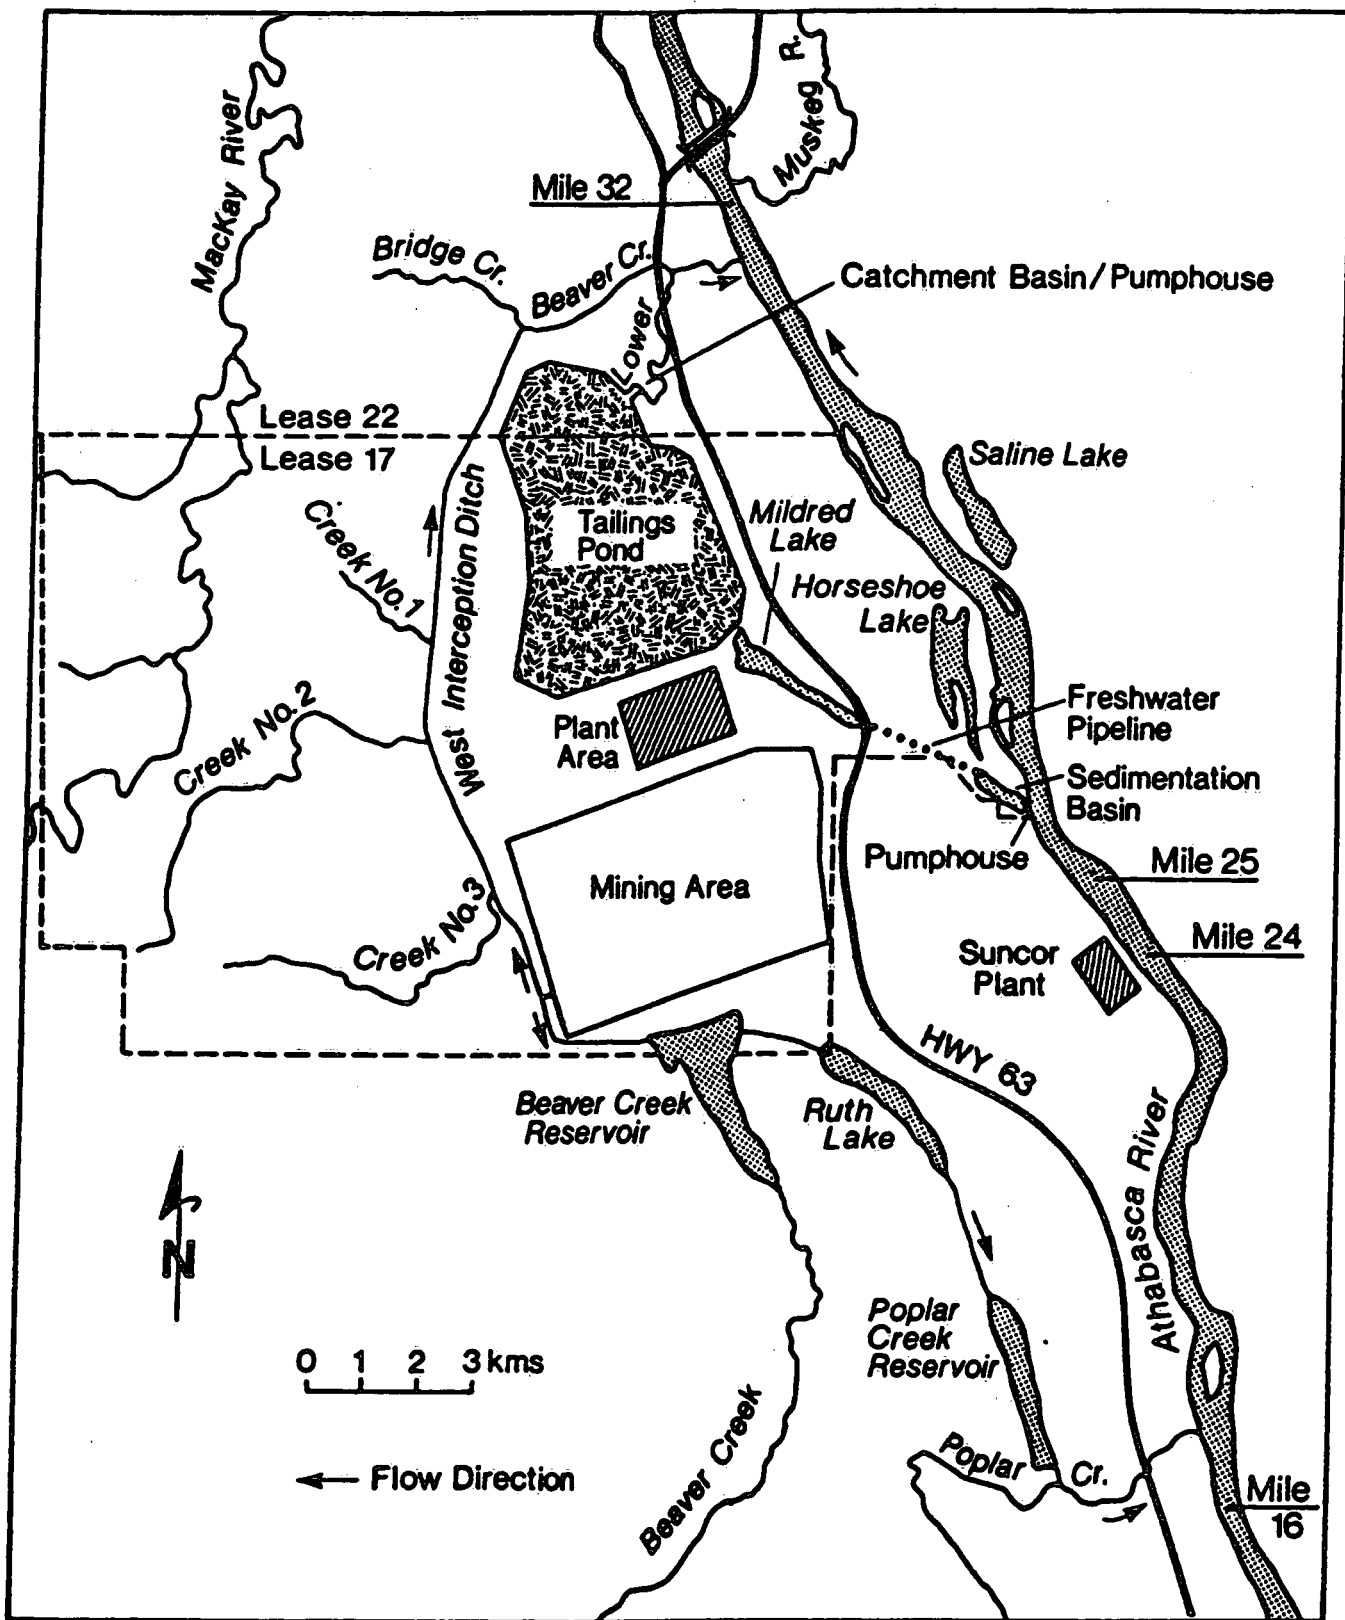 MacKay River
Muskeg R.
Mile 32
Bridge Cr.
Beaver Cr.
Lower
Catchment Basin/Pumphouse
Lease 22
Lease 17
Saline Lake
Creek No.1
West Interception Ditch
Tailings
Pond
Mildred
Lake
Horseshoe
Lake
Creek No.2
Plant
Area
Freshwater
Pipeline
Sedimentation
Basin
Pumphouse
Mile 25
Mining Area
Creek No.3
Mile 24
Suncor
Plant
HWY 63
Beaver Creek
Reservoir
Ruth
Lake
Athabasca River
N
Poplar
Creek
Reservoir
0 1 2 3 kms
Beaver Creek
Flow Direction
Poplar Cr.
Mile
16